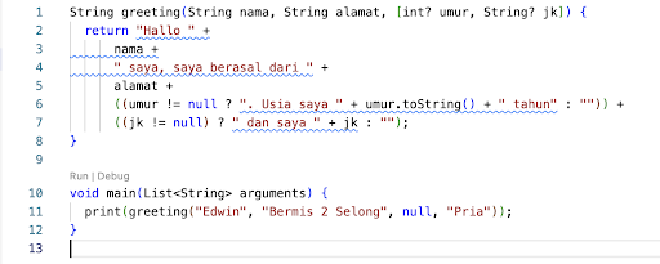 1 String greeting(String nama, String alamat, [int? umur, String? jk]) {
2 return "Hallo " +
3 nama +
4 " saya, saya berasal dari " +
5 alamat +
6 ((umur != null ? ". Usia saya " + umur.toString() + " tahun" : "")) +
7 ((jk != null) ? " dan saya " + jk : "");
8 }
9
Run | Debug
10 void main(List<String> arguments) {
11 print(greeting("Edwin", "Bermis 2 Selong", null, "Pria"));
12 }
13